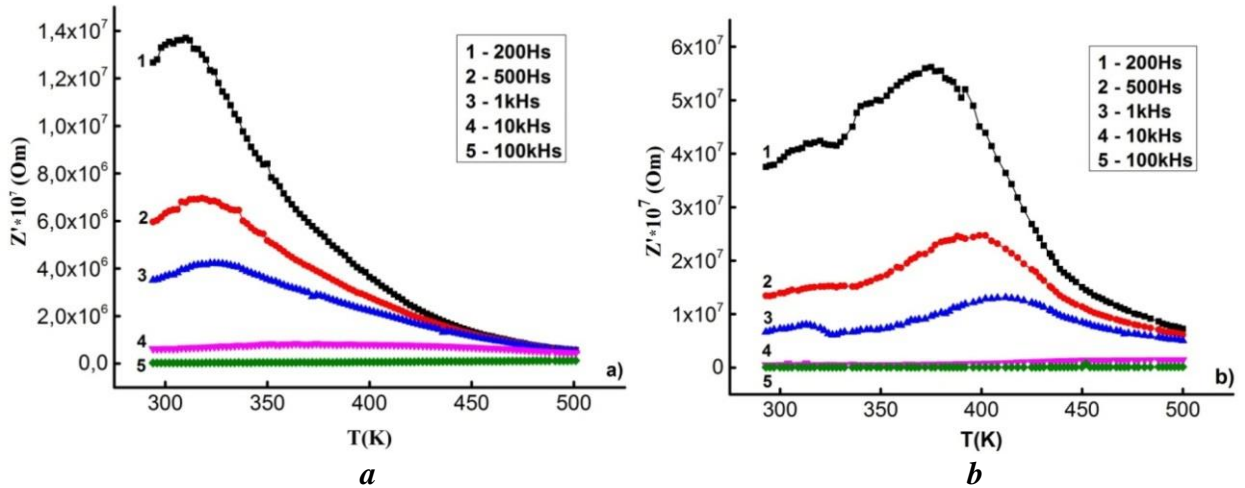 1,4x10⁷
1,2x10⁷
1,0x10⁷
8,0x10⁶
6,0x10⁶
4,0x10⁶
2,0x10⁶
0,0
Z'*10⁷ (Om)
1
2
3
4
5
1 - 200Hs
2 - 500Hs
3 - 1kHs
4 - 10kHs
5 - 100kHs
a)
300 350 400 450 500
T(K)
a
6x10⁷
5x10⁷
4x10⁷
3x10⁷
2x10⁷
1x10⁷
0
Z'*10⁷ (Om)
1
2
3
4
5
1 - 200Hs
2 - 500Hs
3 - 1kHs
4 - 10kHs
5 - 100kHs
b)
300 350 400 450 500
T(K)
b